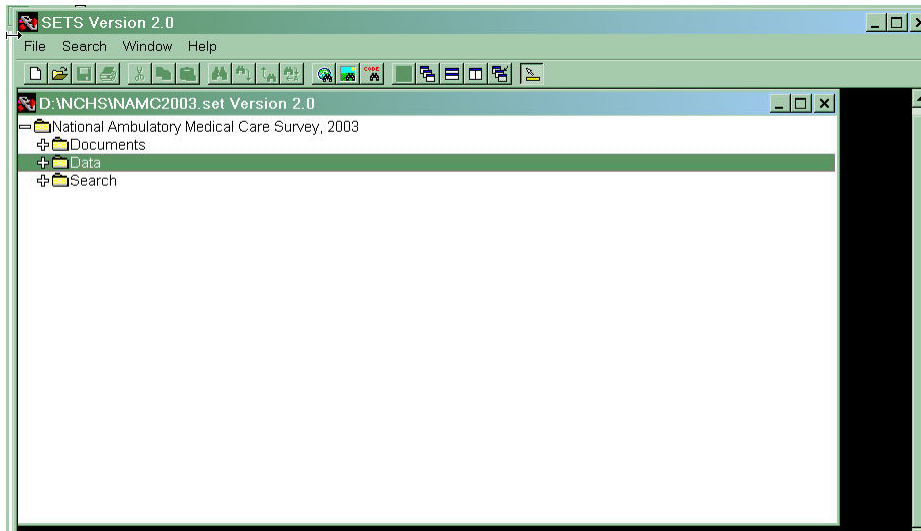 SETS Version 2.0
File Search Window Help
CODE
D:\NCHS\NAMC2003.set Version 2.0
National Ambulatory Medical Care Survey, 2003
Documents
Data
Search